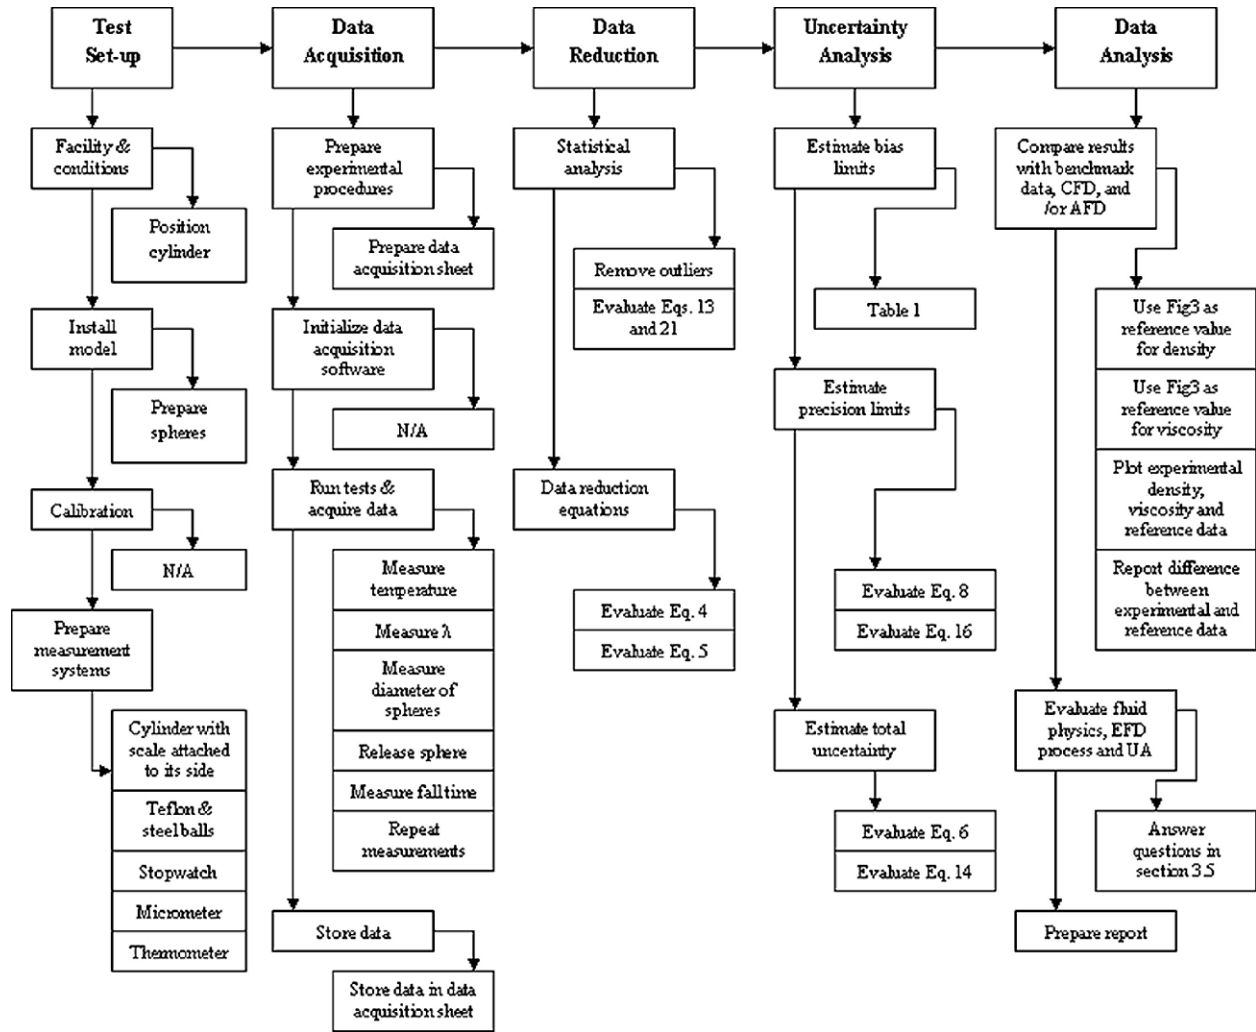 Test
Set-up
Data
Acquisition
Data
Reduction
Uncertainty
Analysis
Data
Analysis
Facility &
conditions
Position
cylinder
Install
model
Prepare
spheres
Calibration
N/A
Prepare
measurement
systems
Cylinder with
scale attached
to its side
Teflon &
steel balls
Stopwatch
Micrometer
Thermometer
Prepare
experimental
procedures
Prepare data
acquisition sheet
Initialize data
acquisition
software
N/A
Run tests &
acquire data
Measure
temperature
Measure λ
Measure
diameter of
spheres
Release sphere
Measure fall time
Repeat
measurements
Store data
Store data in data
acquisition sheet
Statistical
analysis
Remove outliers
Evaluate Eqs. 13
and 21
Data reduction
equations
Evaluate Eq. 4
Evaluate Eq. 5
Estimate bias
limits
Table 1
Estimate
precision limits
Evaluate Eq. 8
Evaluate Eq. 16
Estimate total
uncertainty
Evaluate Eq. 6
Evaluate Eq. 14
Compare results
with benchmark
data, CFD, and
/or AFD
Use Fig3 as
reference value
for density
Use Fig3 as
reference value
for viscosity
Plot experimental
density,
viscosity and
reference data
Report difference
between
experimental and
reference data
Evaluate fluid
physics, EFD
process and UA
Answer
questions in
section 3.5
Prepare report